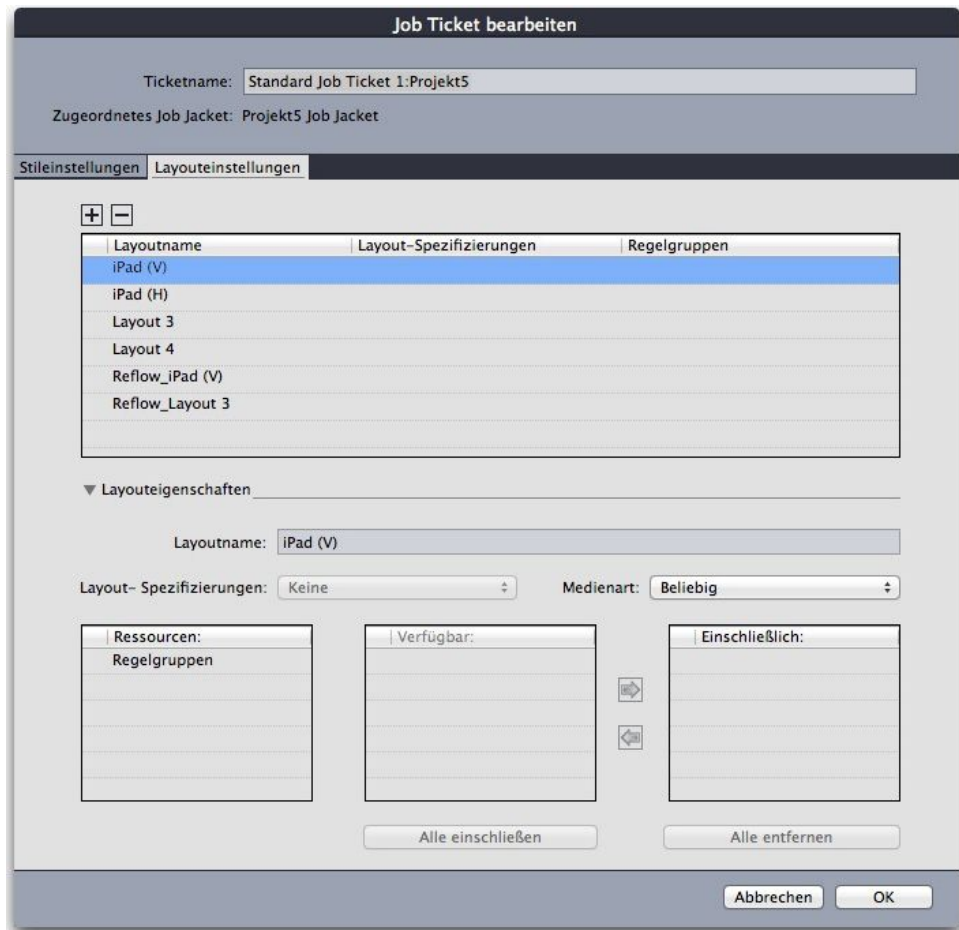 Job Ticket bearbeiten
Ticketname: Standard Job Ticket 1:Projekt5
Zugeordnetes Job Jacket: Projekt5 Job Jacket
Stileinstellungen Layouteinstellungen
Layoutname Layout-Spezifizierungen Regelgruppen
iPad (V)
iPad (H)
Layout 3
Layout 4
Reflow_iPad (V)
Reflow_Layout 3
Layouteigenschaften
Layoutname: iPad (V)
Layout- Spezifizierungen: Keine Medienart: Beliebig
Ressourcen: Verfügbar: Einschließlich:
Regelgruppen
Alle einschließen Alle entfernen
Abbrechen OK